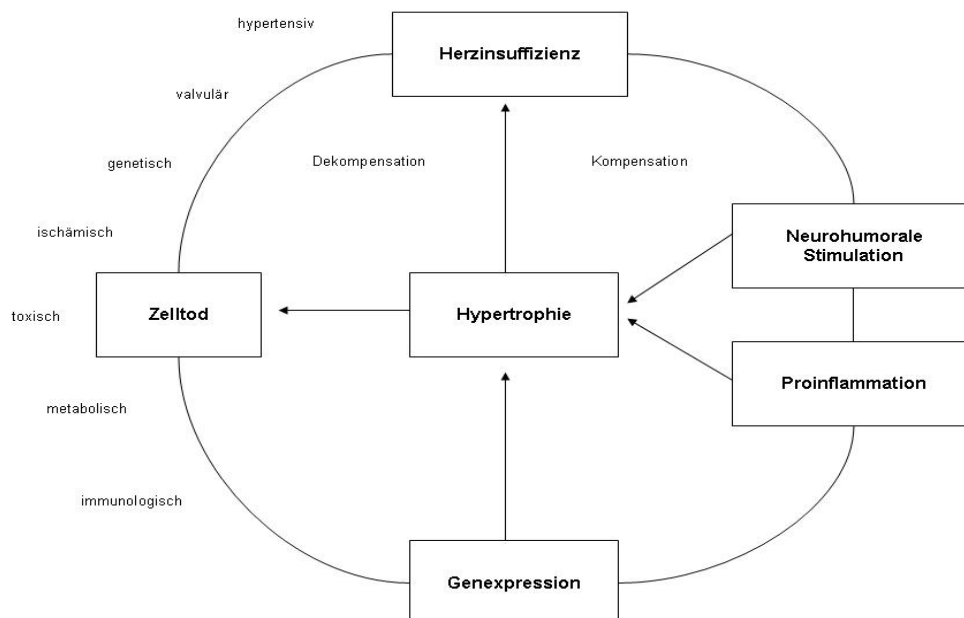 hypertensiv
Herzinsuffizienz
valvulär
genetisch
Dekompensation
Kompensation
ischämisch
Neurohumorale
Stimulation
toxisch
Zelltod
Hypertrophie
Proinflammation
metabolisch
immunologisch
Genexpression